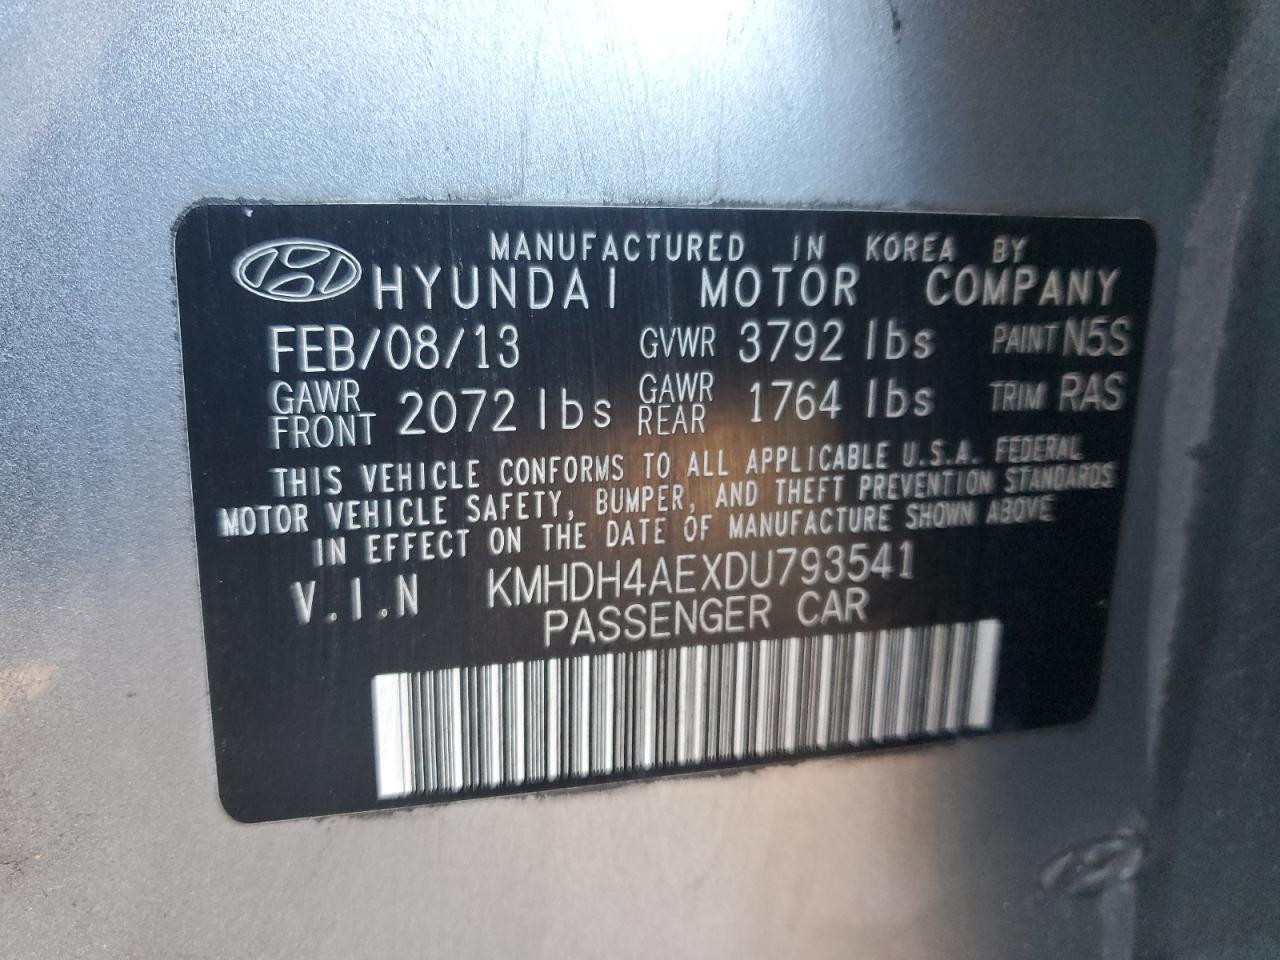 MANUFACTURED IN KOREA BY
HYUNDAI MOTOR COMPANY
FEB/08/13 GVWR 3792 lbs PAINT N5S
GAWR FRONT 2072 lbs GAWR REAR 1764 lbs TRIM RAS
THIS VEHICLE CONFORMS TO ALL APPLICABLE U.S.A. FEDERAL
MOTOR VEHICLE SAFETY, BUMPER, AND THEFT PREVENTION STANDARDS
IN EFFECT ON THE DATE OF MANUFACTURE SHOWN ABOVE
V.I.N KMHDH4AEXDU793541
PASSENGER CAR